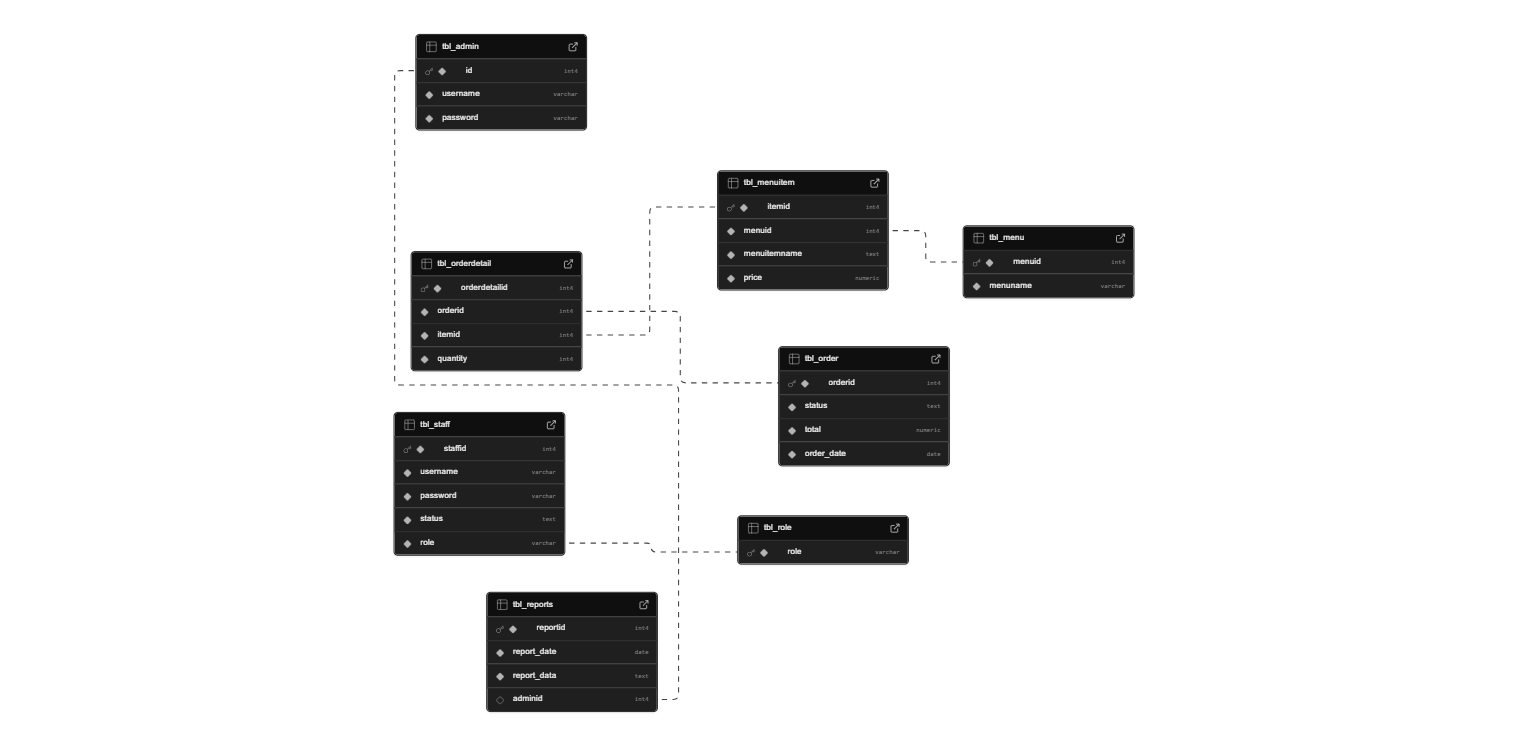 tbl_admin
id int4
username varchar
password varchar
tbl_menuitem
itemid int4
menuid int4
menuitemname text
price numeric
tbl_menu
menuid int4
menuname varchar
tbl_orderdetail
orderdetailid int4
orderid int4
itemid int4
quantity int4
tbl_order
orderid int4
status text
total numeric
order_date date
tbl_staff
staffid int4
username varchar
password varchar
status text
role varchar
tbl_role
role varchar
tbl_reports
reportid int4
report_date date
report_data text
adminid int4